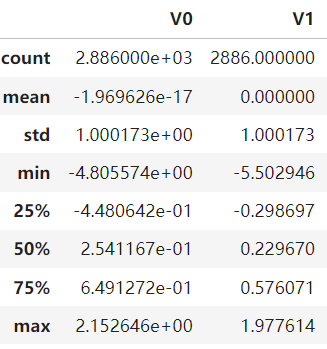 V0 V1
count 2.886000e+03 2886.000000
mean -1.969626e-17 0.000000
std 1.000173e+00 1.000173
min -4.805574e+00 -5.502946
25% -4.480642e-01 -0.298697
50% 2.541167e-01 0.229670
75% 6.491272e-01 0.576071
max 2.152646e+00 1.977614